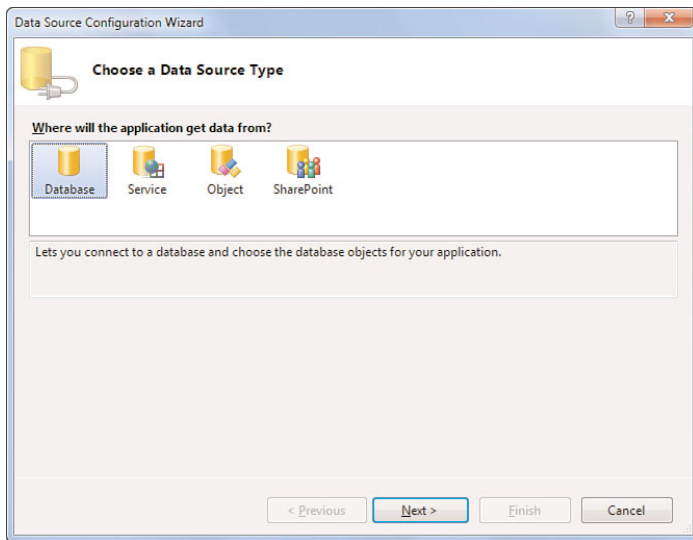 Data Source Configuration Wizard
Choose a Data Source Type
Where will the application get data from?
Database Service Object SharePoint
Lets you connect to a database and choose the database objects for your application.
< Previous Next > Finish Cancel